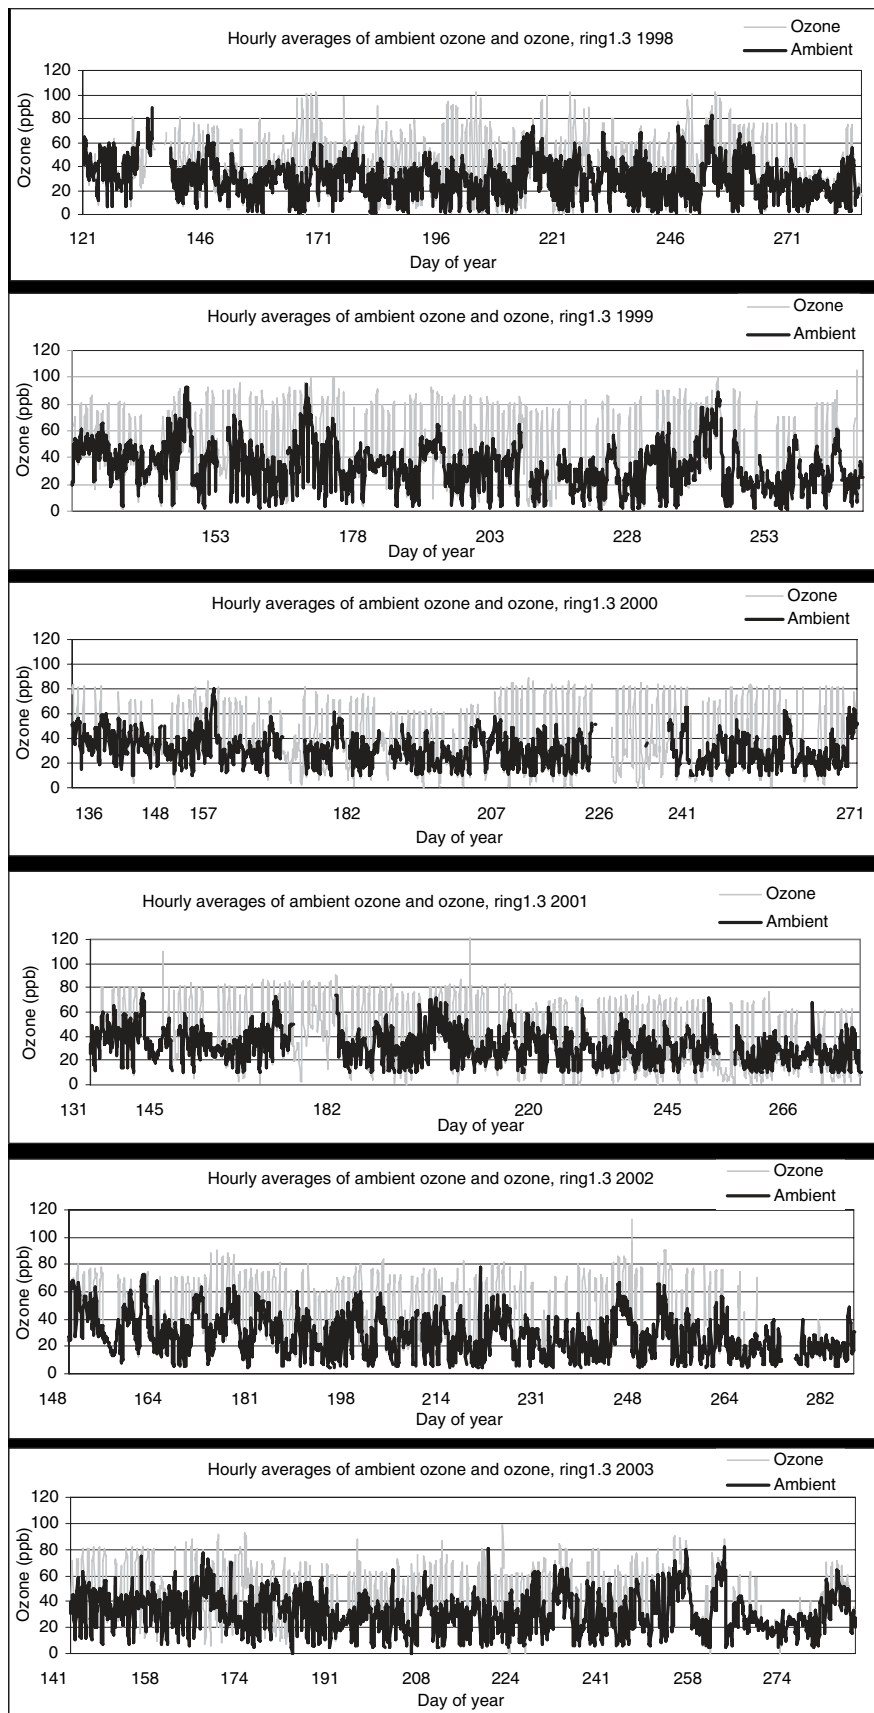 Hourly averages of ambient ozone and ozone, ring1.3 1998
Ozone
Ambient
Ozone (ppb)
120
100
80
60
40
20
0
121 146 171 196 221 246 271
Day of year
Hourly averages of ambient ozone and ozone, ring1.3 1999
Ozone
Ambient
Ozone (ppb)
120
100
80
60
40
20
0
153 178 203 228 253
Day of year
Hourly averages of ambient ozone and ozone, ring1.3 2000
Ozone
Ambient
Ozone (ppb)
120
100
80
60
40
20
0
136 148 157 182 207 226 241 271
Day of year
Hourly averages of ambient ozone and ozone, ring1.3 2001
Ozone
Ambient
Ozone (ppb)
120
100
80
60
40
20
0
131 145 182 220 245 266
Day of year
Hourly averages of ambient ozone and ozone, ring1.3 2002
Ozone
Ambient
Ozone (ppb)
120
100
80
60
40
20
0
148 164 181 198 214 231 248 264 282
Day of year
Hourly averages of ambient ozone and ozone, ring1.3 2003
Ozone
Ambient
Ozone (ppb)
120
100
80
60
40
20
0
141 158 174 191 208 224 241 258 274
Day of year